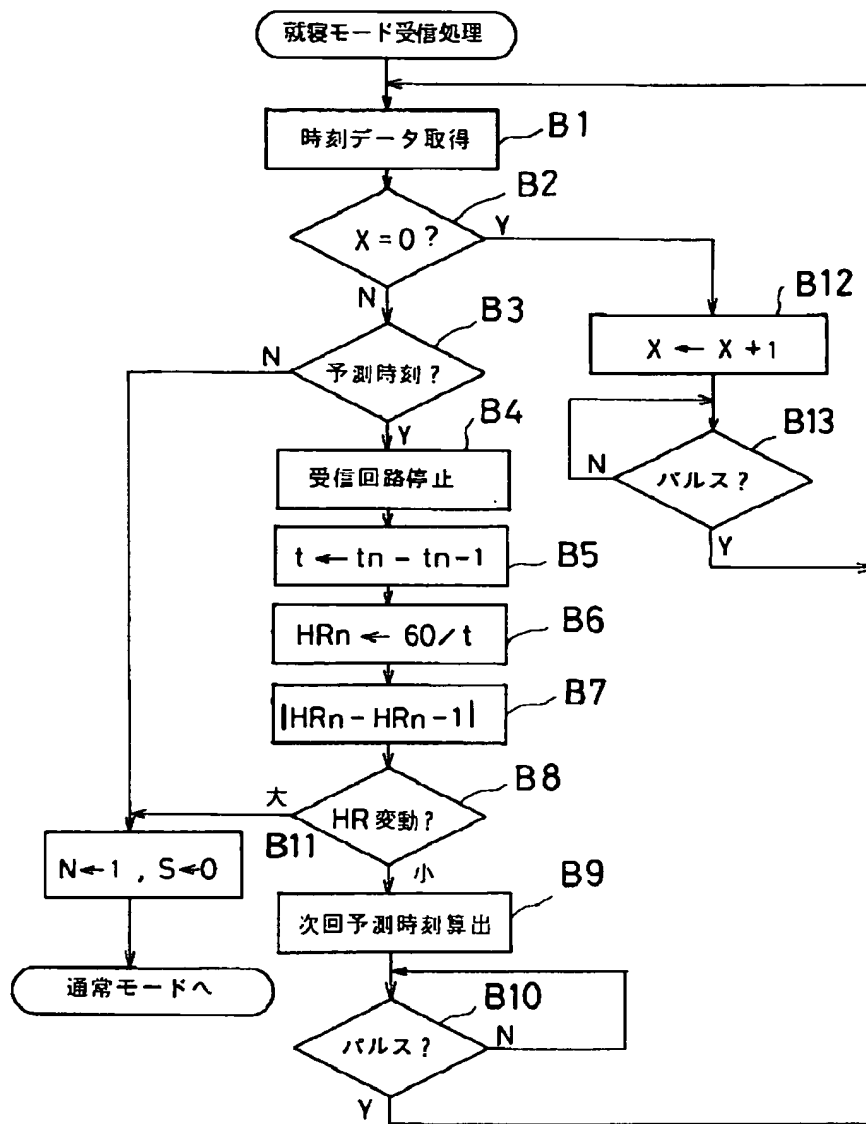 就寝モード受信処理
時刻データ取得
B1
B2
X=0?
Y
N
B12
X ← X+1
B3
N
予測時刻?
Y
B13
N
パルス?
Y
B4
受信回路停止
t ← tn - tn-1
B5
HRn ← 60/t
B6
|HRn - HRn-1|
B7
B8
大
HR変動?
B11
小
N←1 , S←0
B9
次回予測時刻算出
通常モードへ
B10
パルス?
N
Y